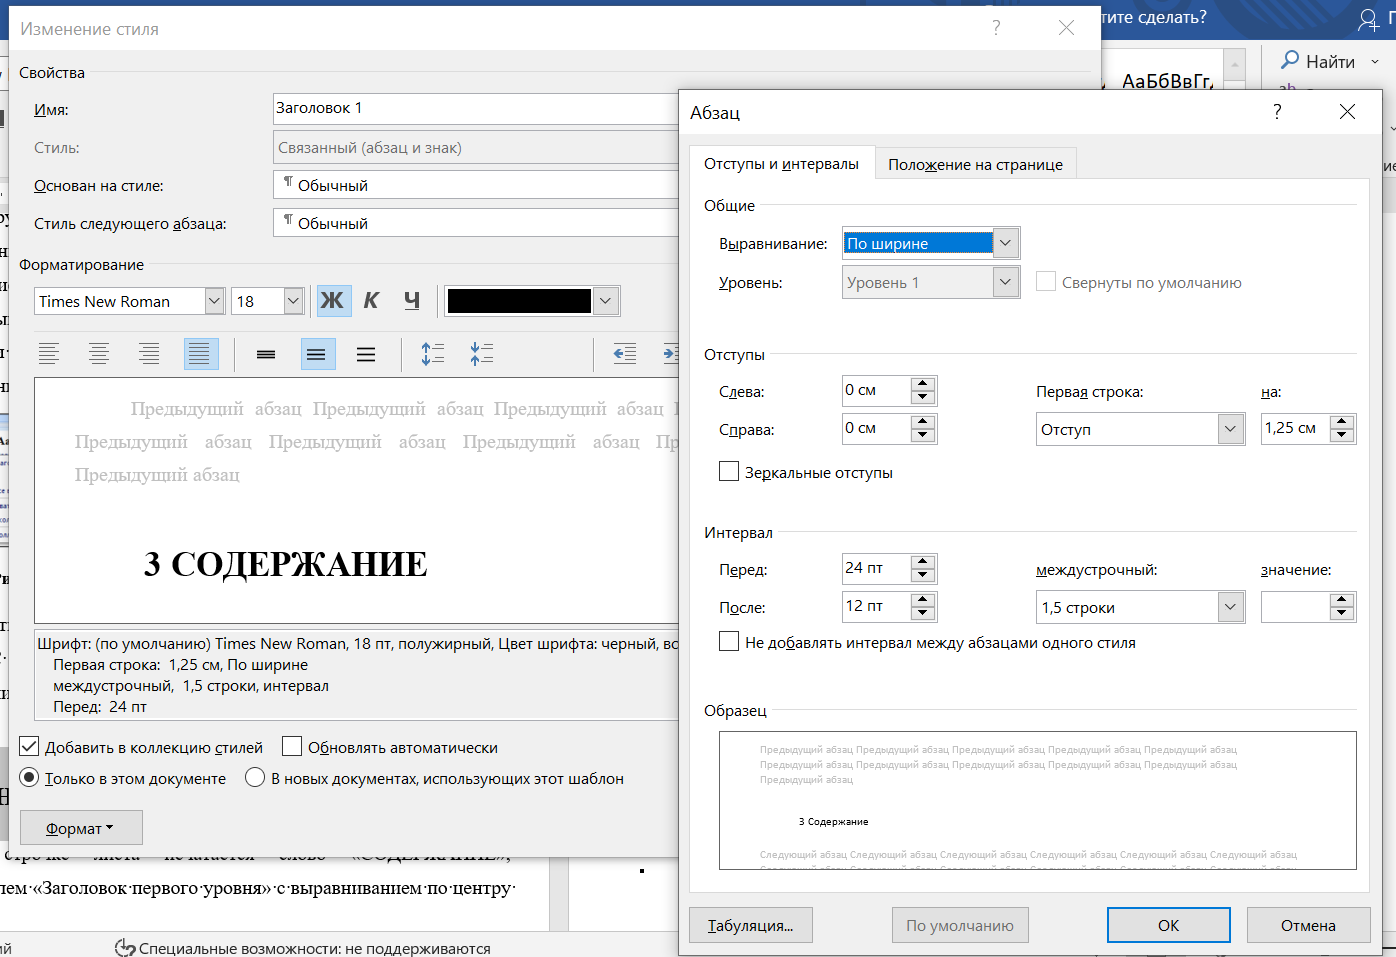 тите сделать?
Найти
АаБбВвГг,
Изменение стиля
?
Свойства
Имя:
Заголовок 1
Стиль:
Связанный (абзац и знак)
Основан на стиле:
¶ Обычный
Стиль следующего абзаца:
¶ Обычный
Форматирование
Times New Roman
18
Ж К Ч
Предыдущий абзац Предыдущий абзац Предыдущий абзац
Предыдущий абзац Предыдущий абзац Предыдущий абзац Пр
Предыдущий абзац
3 СОДЕРЖАНИЕ
Шрифт: (по умолчанию) Times New Roman, 18 пт, полужирный, Цвет шрифта: черный, вс
Первая строка: 1,25 см, По ширине
междустрочный, 1,5 строки, интервал
Перед: 24 пт
Добавить в коллекцию стилей
Обновлять автоматически
Только в этом документе
В новых документах, использующих этот шаблон
Формат
Абзац
?
Отступы и интервалы
Положение на странице
Общие
Выравнивание:
По ширине
Уровень:
Уровень 1
Свернуты по умолчанию
Отступы
Слева:
0 см
Первая строка:
на:
Справа:
0 см
Отступ
1,25 см
Зеркальные отступы
Интервал
Перед:
24 пт
междустрочный:
значение:
После:
12 пт
1,5 строки
Не добавлять интервал между абзацами одного стиля
Образец
Предыдущий абзац Предыдущий абзац Предыдущий абзац Предыдущий абзац Предыдущий абзац
Предыдущий абзац Предыдущий абзац Предыдущий абзац Предыдущий абзац Предыдущий абзац
Предыдущий абзац
3 Содержание
Следующий абзац Следующий абзац Следующий абзац Следующий абзац Следующий абзац Следующий абзац
Табуляция...
По умолчанию
ОК
Отмена
лем·«Заголовок·первого·уровня»·с·выравниванием·по·центру·
ий
Специальные возможности: не поддерживаются